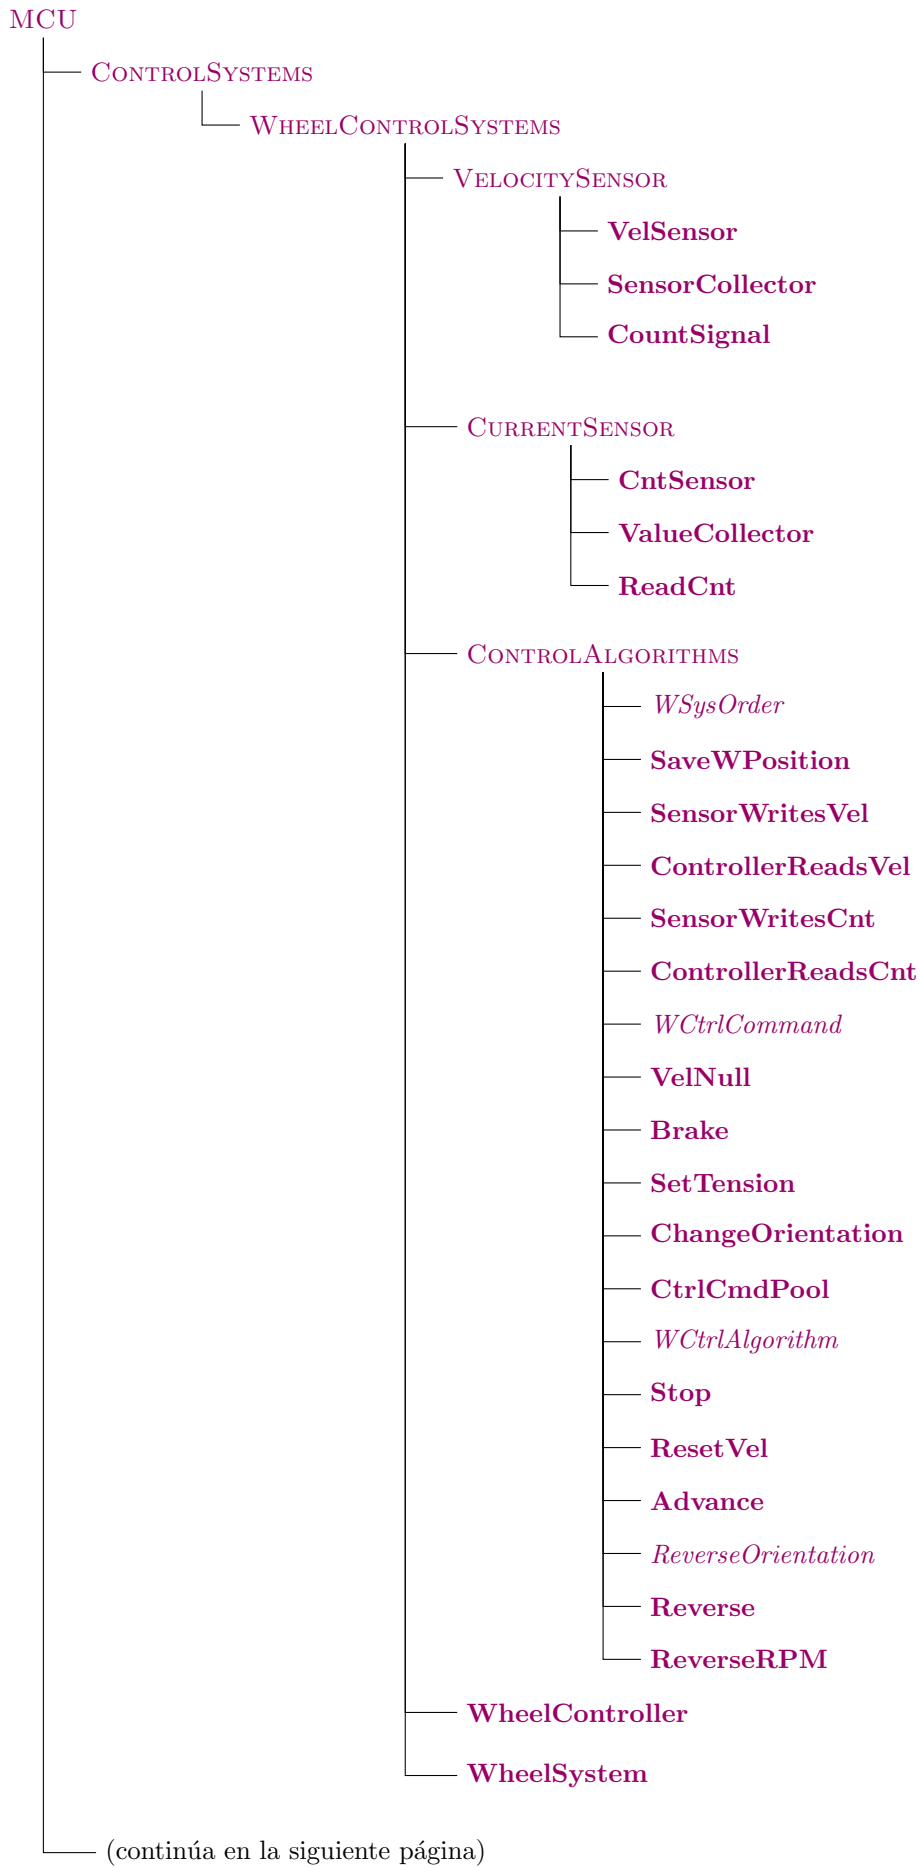 MCU
ControlSystems
WheelControlSystems
VelocitySensor
VelSensor
SensorCollector
CountSignal
CurrentSensor
CntSensor
ValueCollector
ReadCnt
ControlAlgorithms
WSysOrder
SaveWPosition
SensorWritesVel
ControllerReadsVel
SensorWritesCnt
ControllerReadsCnt
WCtrlCommand
VelNull
Brake
SetTension
ChangeOrientation
CtrlCmdPool
WCtrlAlgorithm
Stop
ResetVel
Advance
ReverseOrientation
Reverse
ReverseRPM
WheelController
WheelSystem
(continúa en la siguiente página)